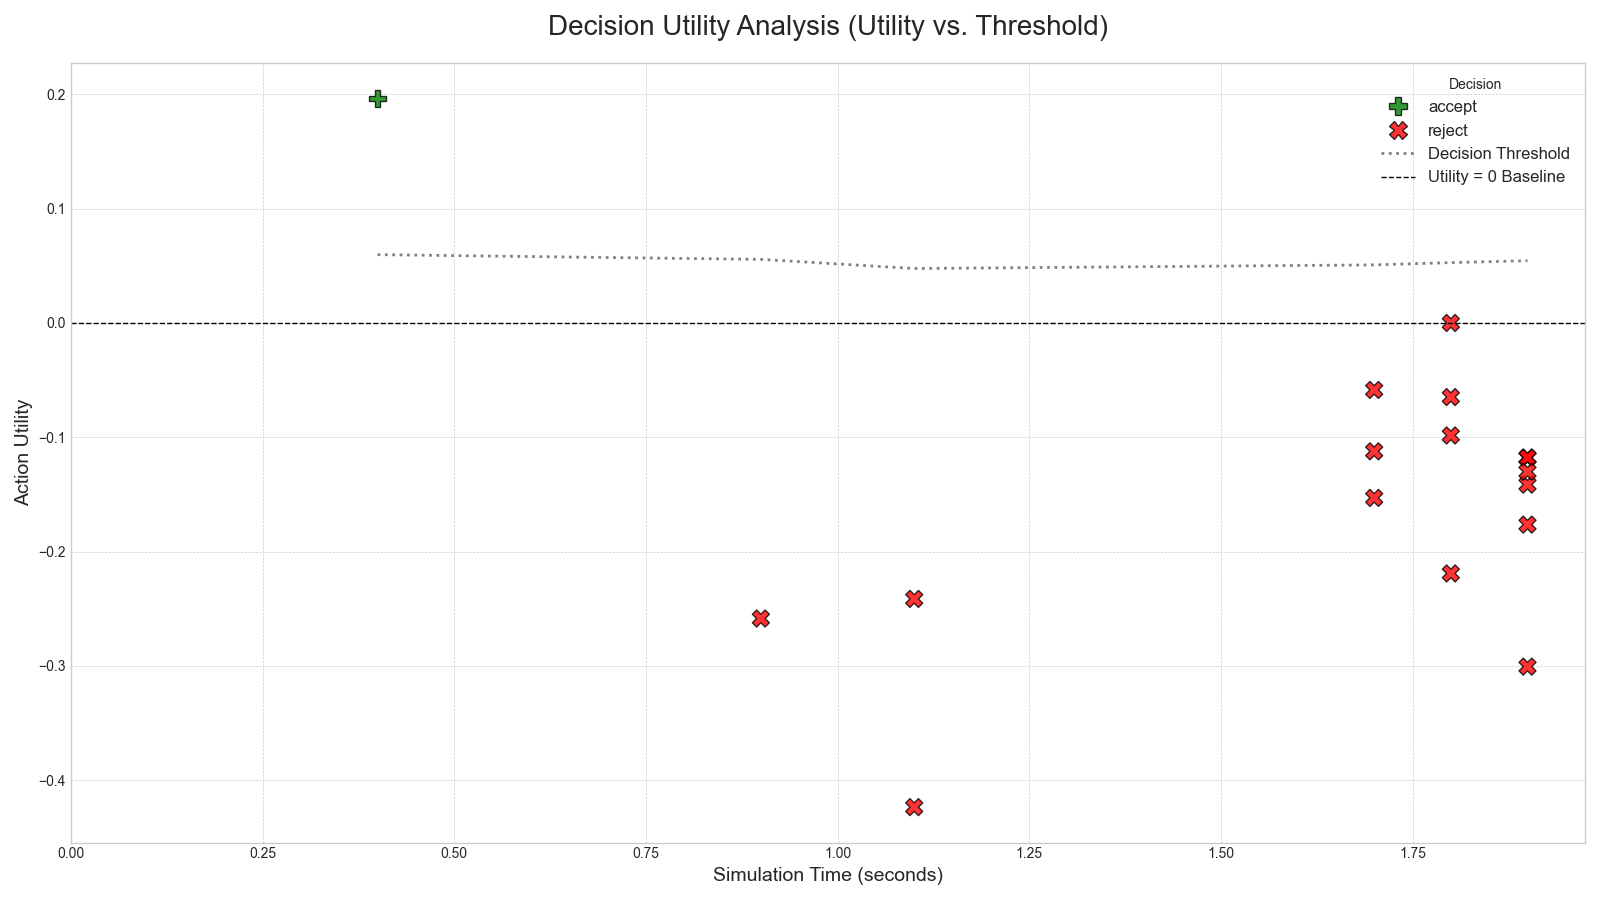 Decision Utility Analysis (Utility vs. Threshold)
Decision
accept
reject
Decision Threshold
Utility = 0 Baseline
Action Utility
0.2
0.1
0.0
−0.1
−0.2
−0.3
−0.4
0.00 0.25 0.50 0.75 1.00 1.25 1.50 1.75
Simulation Time (seconds)